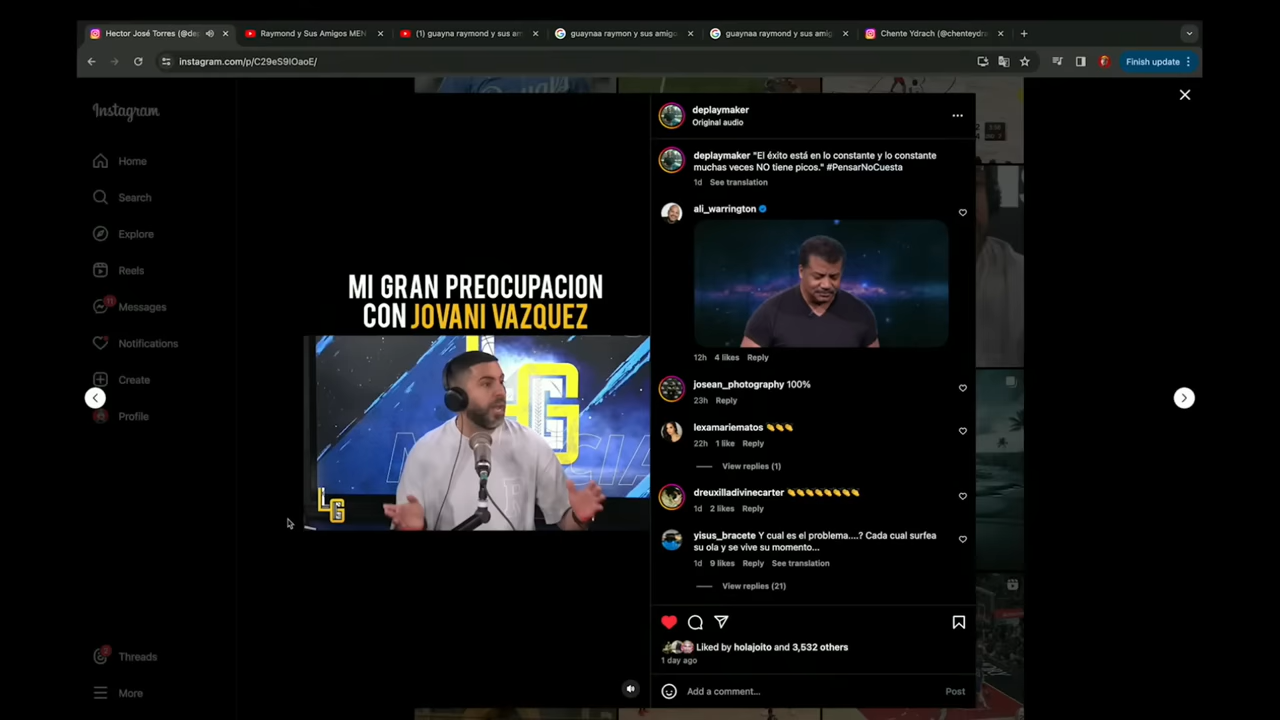 Hector José Torres (@de
Raymond y Sus Amigos MEN
(1) guayna raymond y sus am
guaynaa raymon y sus amig
guaynaa raymond y sus amig
Chente Ydrach (@chenteydra
instagram.com/p/C29eS9IOaoE/
Finish update
Instagram
Home
Search
Explore
Reels
11
Messages
Notifications
Create
Profile
2
Threads
More
MI GRAN PREOCUPACION
CON JOVANI VAZQUEZ
LG
deplaymaker
Original audio
deplaymaker "El éxito está en lo constante y lo constante
muchas veces NO tiene picos." #PensarNoCuesta
1d See translation
ali_warrington
12h 4 likes Reply
josean_photography 100%
23h Reply
lexamariematos 👏👏👏
22h 1 like Reply
View replies (1)
dreuxilladivinecarter 👏👏👏👏👏👏👏👏👏
1d 2 likes Reply
yisus_bracete Y cual es el problema....? Cada cual surfea
su ola y se vive su momento...
1d 9 likes Reply See translation
View replies (21)
Liked by holajoito and 3,532 others
1 day ago
Add a comment...
Post